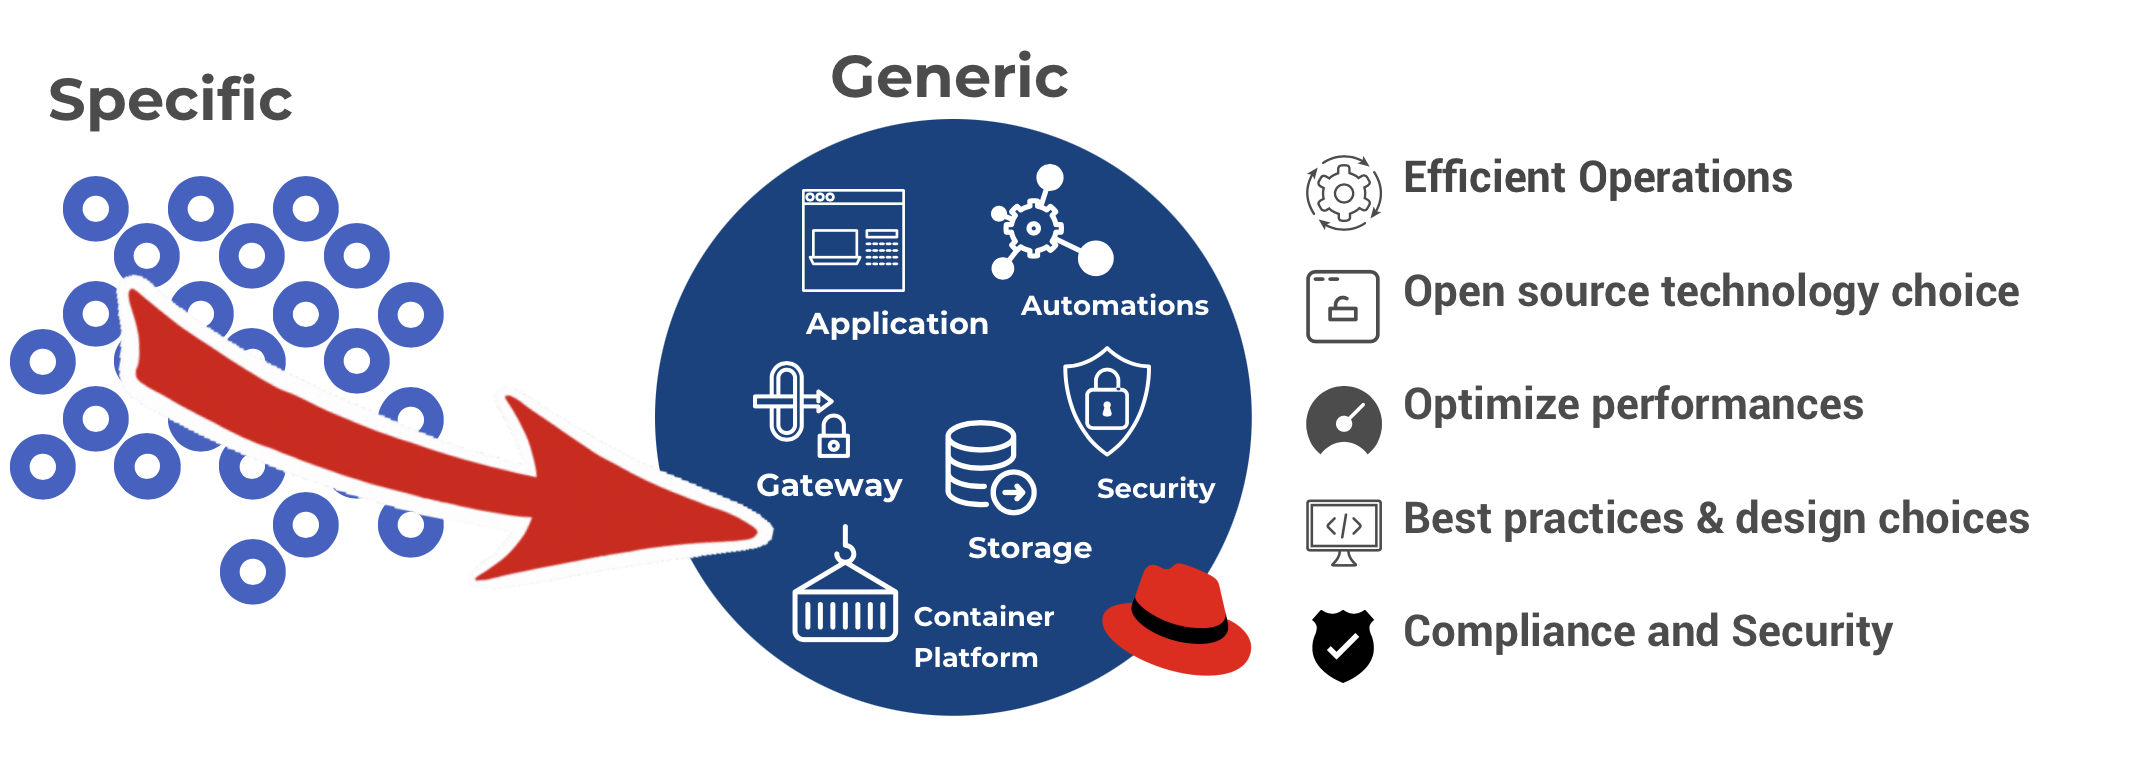 Specific
Generic
Application
Automations
Gateway
Security
Storage
Container
Platform
Efficient Operations
Open source technology choice
Optimize performances
Best practices & design choices
Compliance and Security